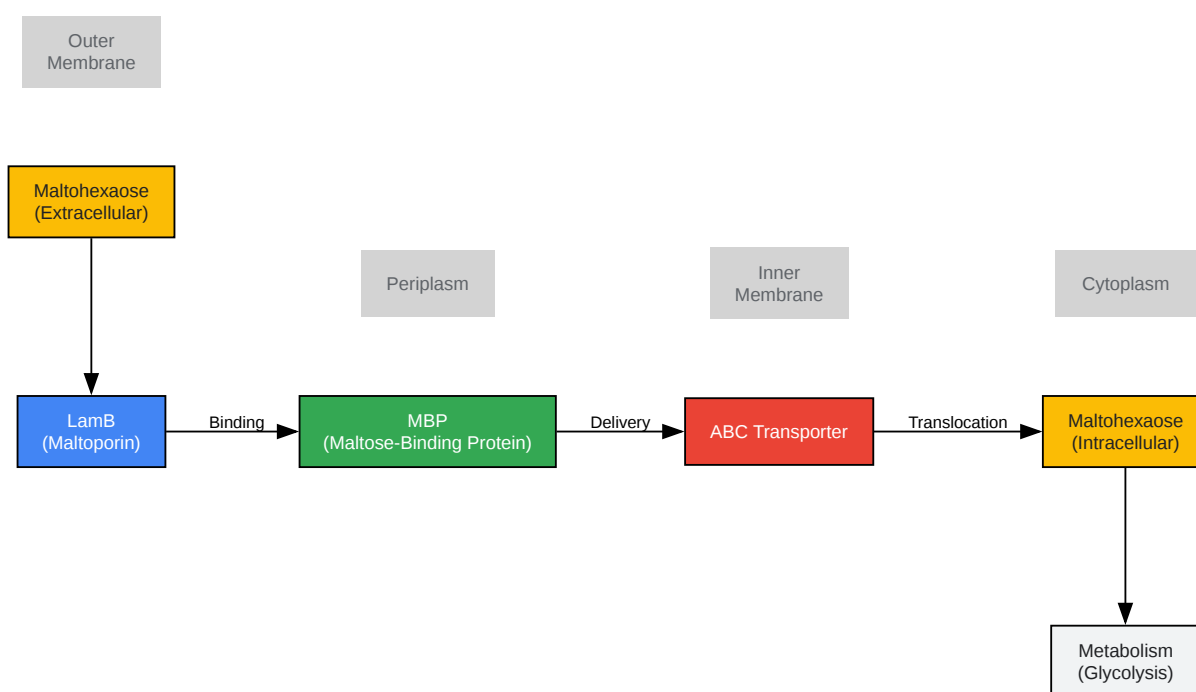 Outer
Membrane
Maltohexaose
(Extracellular)
Periplasm
Inner
Membrane
Cytoplasm
LamB
(Maltoporin)
Binding
MBP
(Maltose-Binding Protein)
Delivery
ABC Transporter
Translocation
Maltohexaose
(Intracellular)
Metabolism
(Glycolysis)